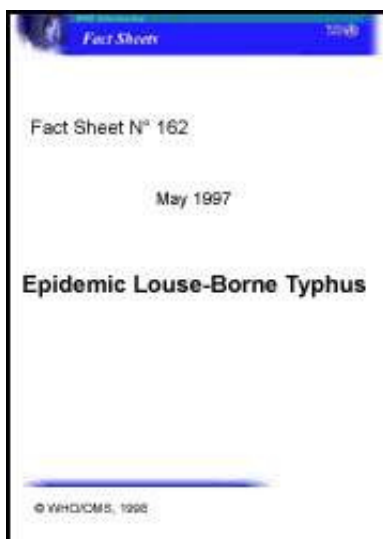 Fact Sheets
Fact Sheet N° 162
May 1997
Epidemic Louse-Borne Typhus
© WHO/OMS, 1998